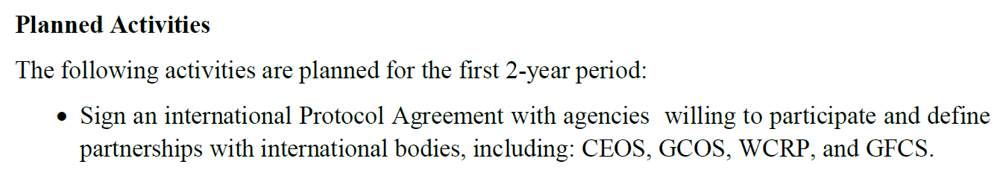 Planned Activities
The following activities are planned for the first 2-year period:
• Sign an international Protocol Agreement with agencies  willing to participate and define
partnerships with international bodies, including: CEOS, GCOS, WCRP, and GFCS.